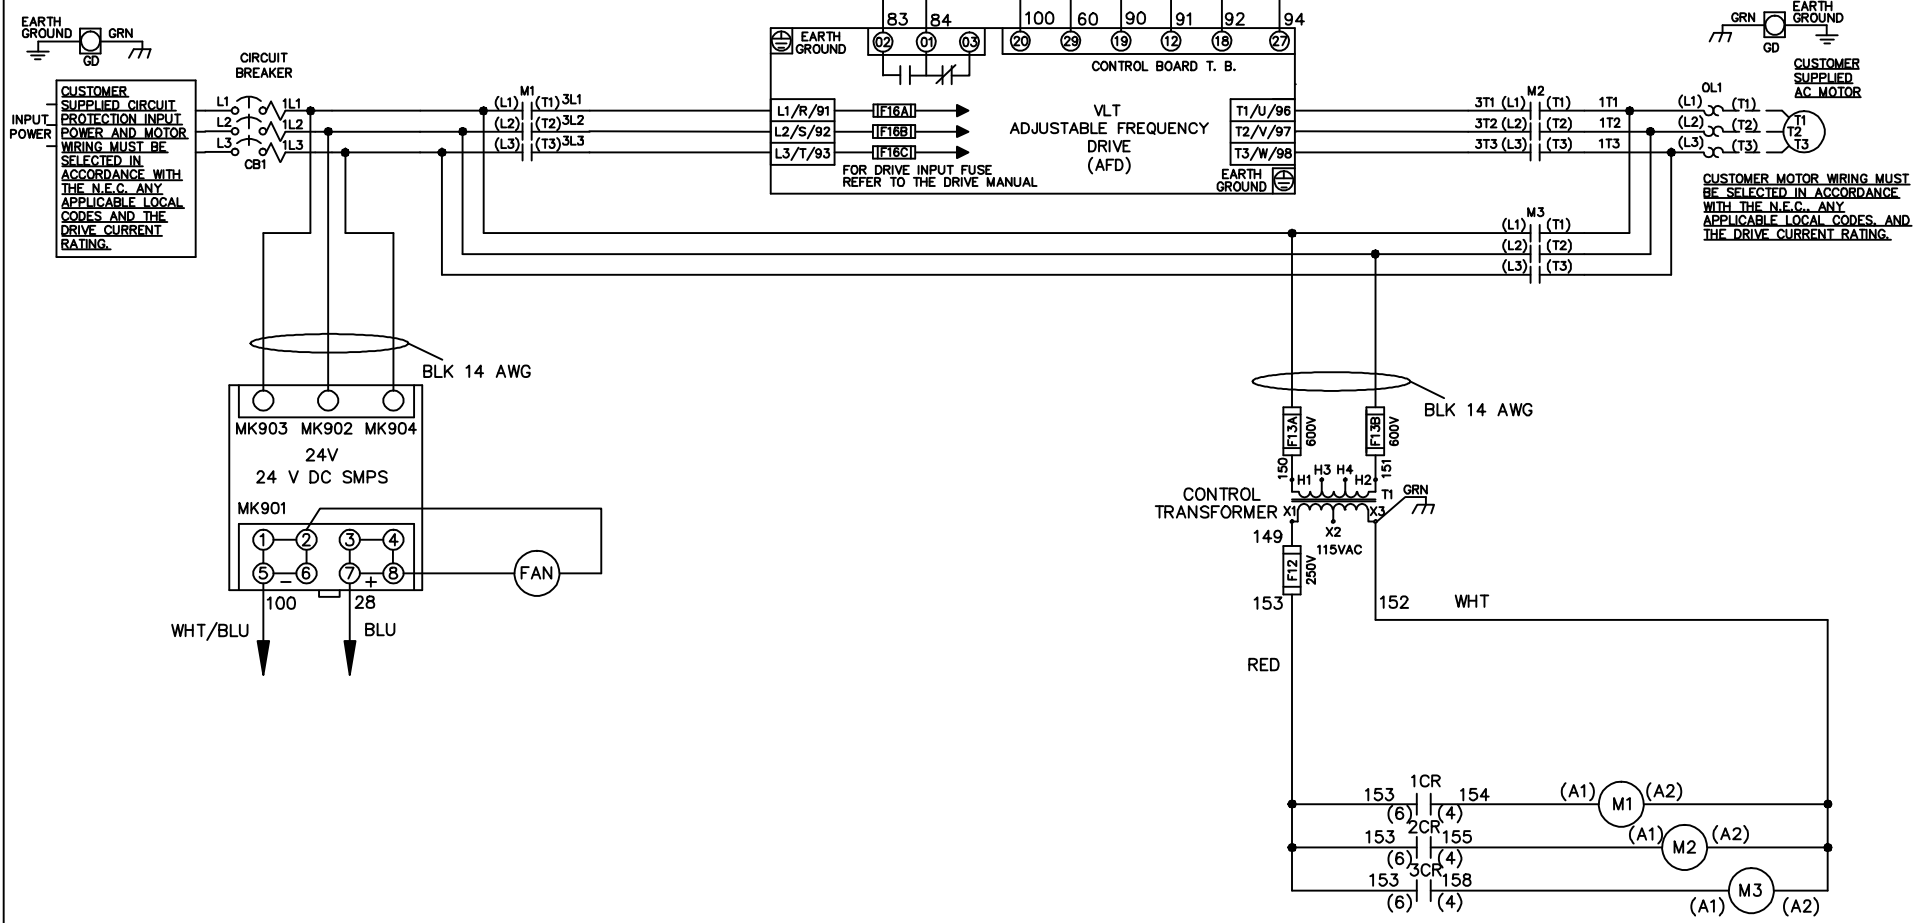 83 84 100 60 90 91 92 94
EARTH
GROUND
GRN
GD
EARTH
GROUND
02 01 03 20 29 19 12 18 27
CONTROL BOARD T. B.
GRN
EARTH
GROUND
GD
CIRCUIT
BREAKER
CUSTOMER
SUPPLIED
AC MOTOR
INPUT
POWER
CUSTOMER
SUPPLIED CIRCUIT
PROTECTION INPUT
POWER AND MOTOR
WIRING MUST BE
SELECTED IN
ACCORDANCE WITH
THE N.E.C. ANY
APPLICABLE LOCAL
CODES AND THE
DRIVE CURRENT
RATING.
L1 1L1
L2 1L2
L3 1L3
CB1
M1
(L1) (T1) 3L1
(L2) (T2) 3L2
(L3) (T3) 3L3
L1/R/91 F16A
L2/S/92 F16B
L3/T/93 F16C
FOR DRIVE INPUT FUSE
REFER TO THE DRIVE MANUAL
VLT
ADJUSTABLE FREQUENCY
DRIVE
(AFD)
T1/U/96
T2/V/97
T3/W/98
EARTH
GROUND
M2
3T1 (L1) (T1) 1T1
3T2 (L2) (T2) 1T2
3T3 (L3) (T3) 1T3
OL1
(L1) (T1)
(L2) (T2)
(L3) (T3)
T1
T2
T3
CUSTOMER MOTOR WIRING MUST
BE SELECTED IN ACCORDANCE
WITH THE N.E.C., ANY
APPLICABLE LOCAL CODES, AND
THE DRIVE CURRENT RATING.
M3
(L1) (T1)
(L2) (T2)
(L3) (T3)
BLK 14 AWG
MK903 MK902 MK904
24V
24 V DC SMPS
MK901
1 2 3 4
5 - 6 7 + 8
FAN
100 28
WHT/BLU BLU
BLK 14 AWG
F13A 600V
F13B 600V
150 151
H1 H3 H4 H2
T1
GRN
CONTROL
TRANSFORMER
X1 X3
X2
115VAC
149
F12 250V
153
152 WHT
RED
1CR
153 154 (A1) M1 (A2)
(6) (4)
2CR
153 155 (A1) M2 (A2)
(6) (4)
3CR
153 158 (A1) M3 (A2)
(6) (4)